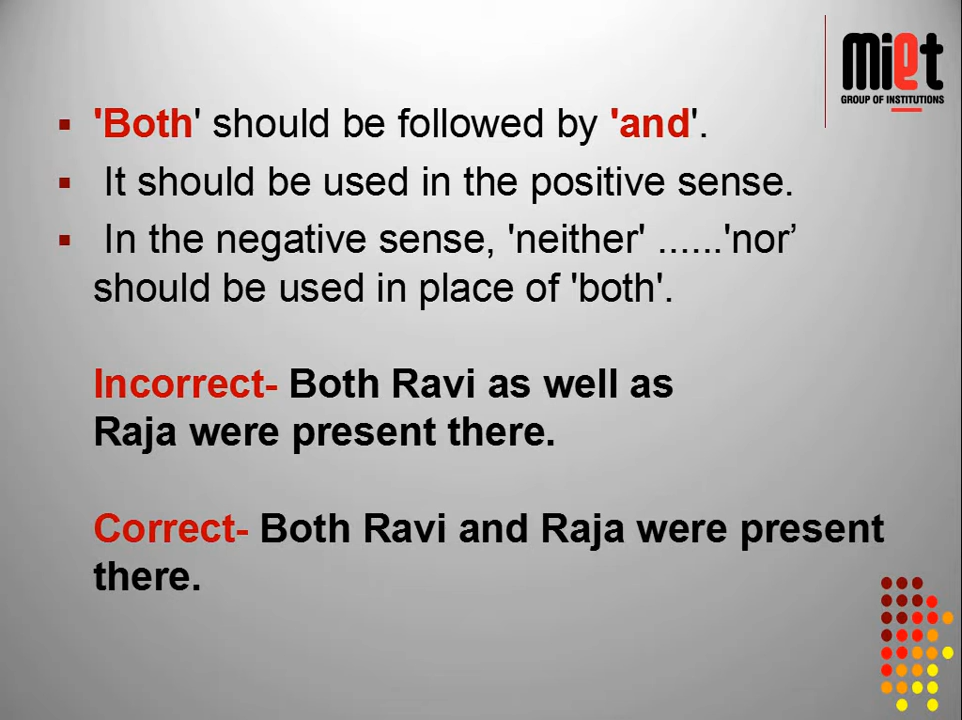 miet
GROUP OF INSTITUTIONS
▪ 'Both' should be followed by 'and'.
▪ It should be used in the positive sense.
▪ In the negative sense, 'neither' ......'nor’
should be used in place of 'both'.
Incorrect- Both Ravi as well as
Raja were present there.
Correct- Both Ravi and Raja were present
there.